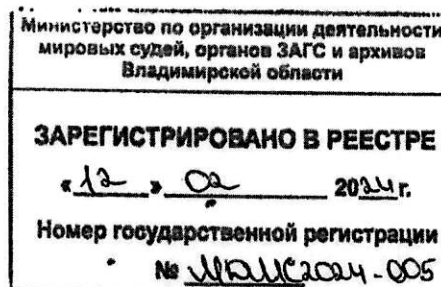 Министерство по организации деятельности
мировых судей, органов ЗАГС и архивов
Владимирской области
ЗАРЕГИСТРИРОВАНО В РЕЕСТРЕ
« 12 » 02 2024 г.
Номер государственной регистрации
№ МЮМС2024-005